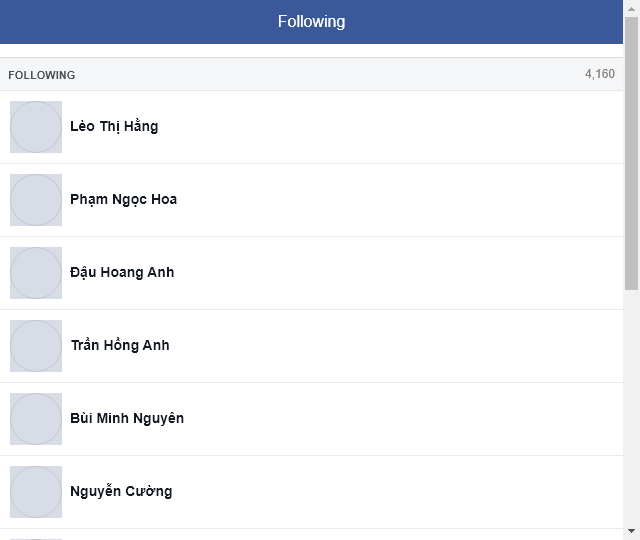 Following
FOLLOWING 4,160
Lèo Thị Hằng
Phạm Ngọc Hoa
Đậu Hoang Anh
Trần Hồng Anh
Bùi Minh Nguyên
Nguyễn Cường